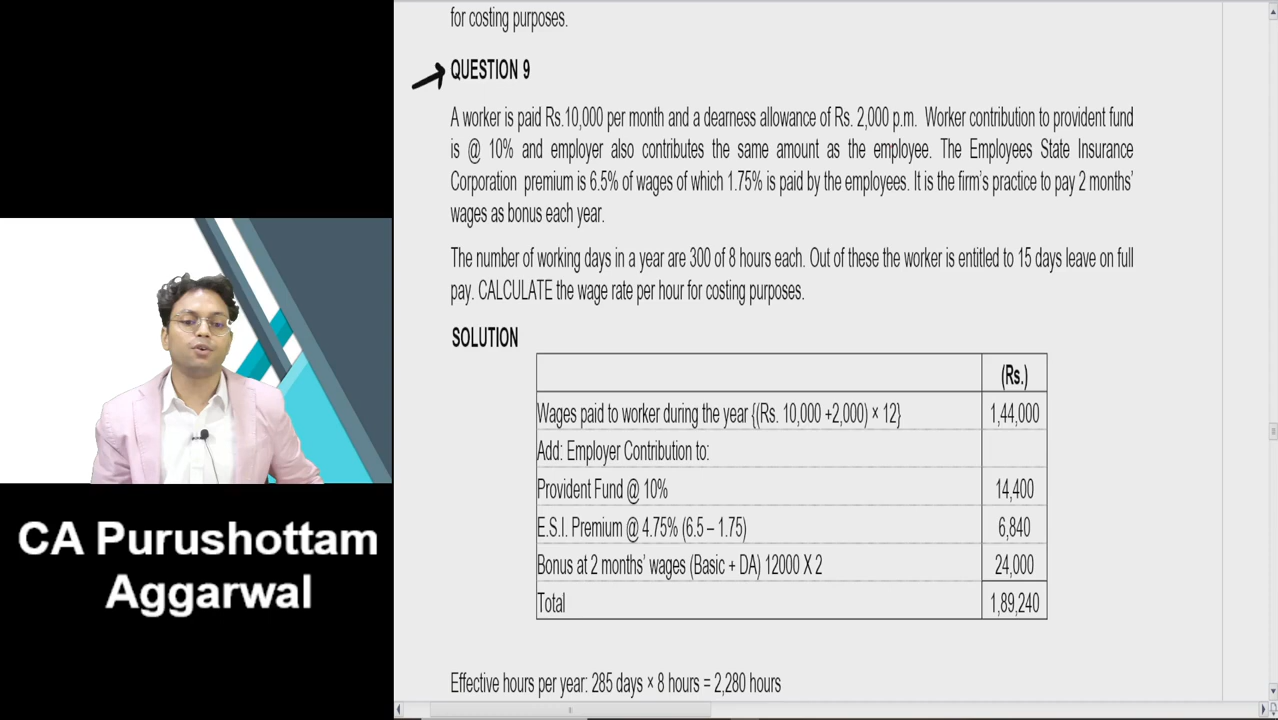 for costing purposes.
QUESTION 9
A worker is paid Rs.10,000 per month and a dearness allowance of Rs. 2,000 p.m. Worker contribution to provident fund
is @ 10% and employer also contributes the same amount as the employee. The Employees State Insurance
Corporation premium is 6.5% of wages of which 1.75% is paid by the employees. It is the firm's practice to pay 2 months'
wages as bonus each year.
The number of working days in a year are 300 of 8 hours each. Out of these the worker is entitled to 15 days leave on full
pay. CALCULATE the wage rate per hour for costing purposes.
SOLUTION
(Rs.)
Wages paid to worker during the year {(Rs. 10,000 +2,000) × 12} 1,44,000
Add: Employer Contribution to:
Provident Fund @ 10% 14,400
E.S.I. Premium @ 4.75% (6.5 – 1.75) 6,840
Bonus at 2 months' wages (Basic + DA) 12000 X 2 24,000
Total 1,89,240
Effective hours per year: 285 days × 8 hours = 2,280 hours
CA Purushottam
Aggarwal